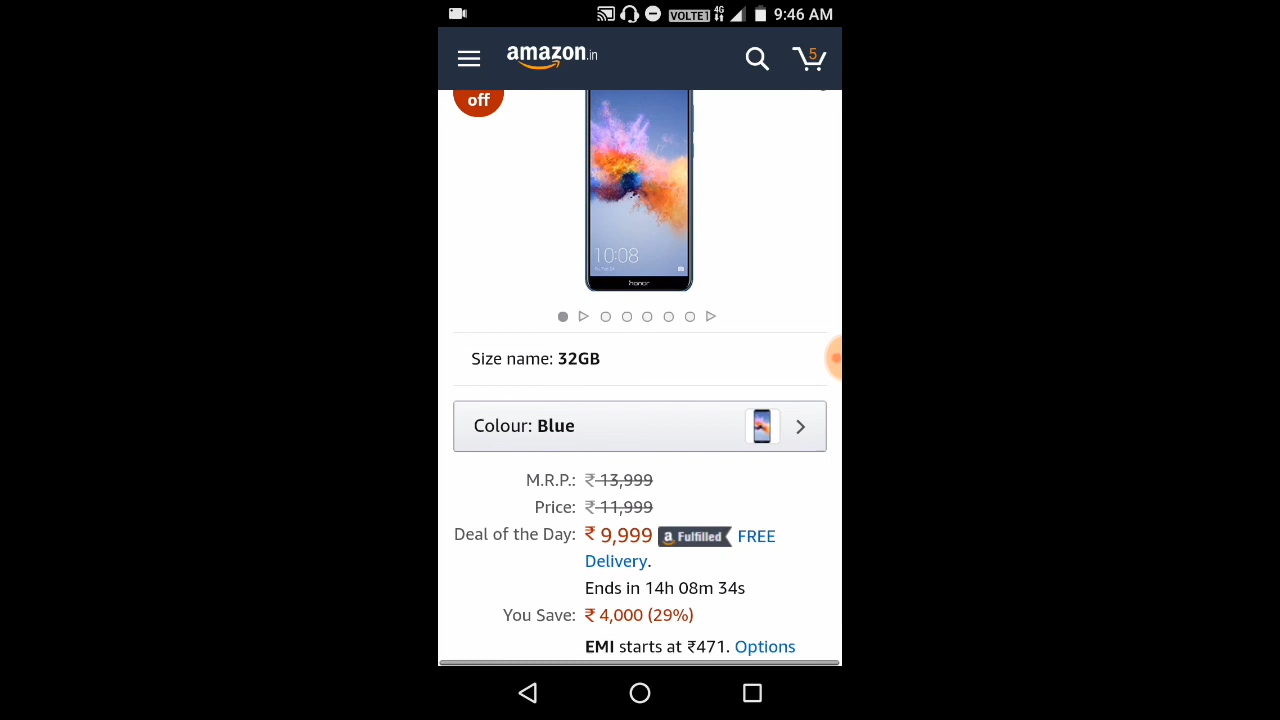 VOLTE1 4G 9:46 AM
amazon.in 5
off
10:08
honor
Size name: 32GB
Colour: Blue
M.R.P.: ₹ 13,999
Price: ₹ 11,999
Deal of the Day: ₹ 9,999 a Fulfilled FREE
Delivery.
Ends in 14h 08m 34s
You Save: ₹ 4,000 (29%)
EMI starts at ₹471. Options